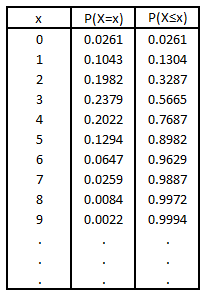 x P(X=x) P(X≤x)
0 0.0261 0.0261
1 0.1043 0.1304
2 0.1982 0.3287
3 0.2379 0.5665
4 0.2022 0.7687
5 0.1294 0.8982
6 0.0647 0.9629
7 0.0259 0.9887
8 0.0084 0.9972
9 0.0022 0.9994
. . .
. . .
. . .